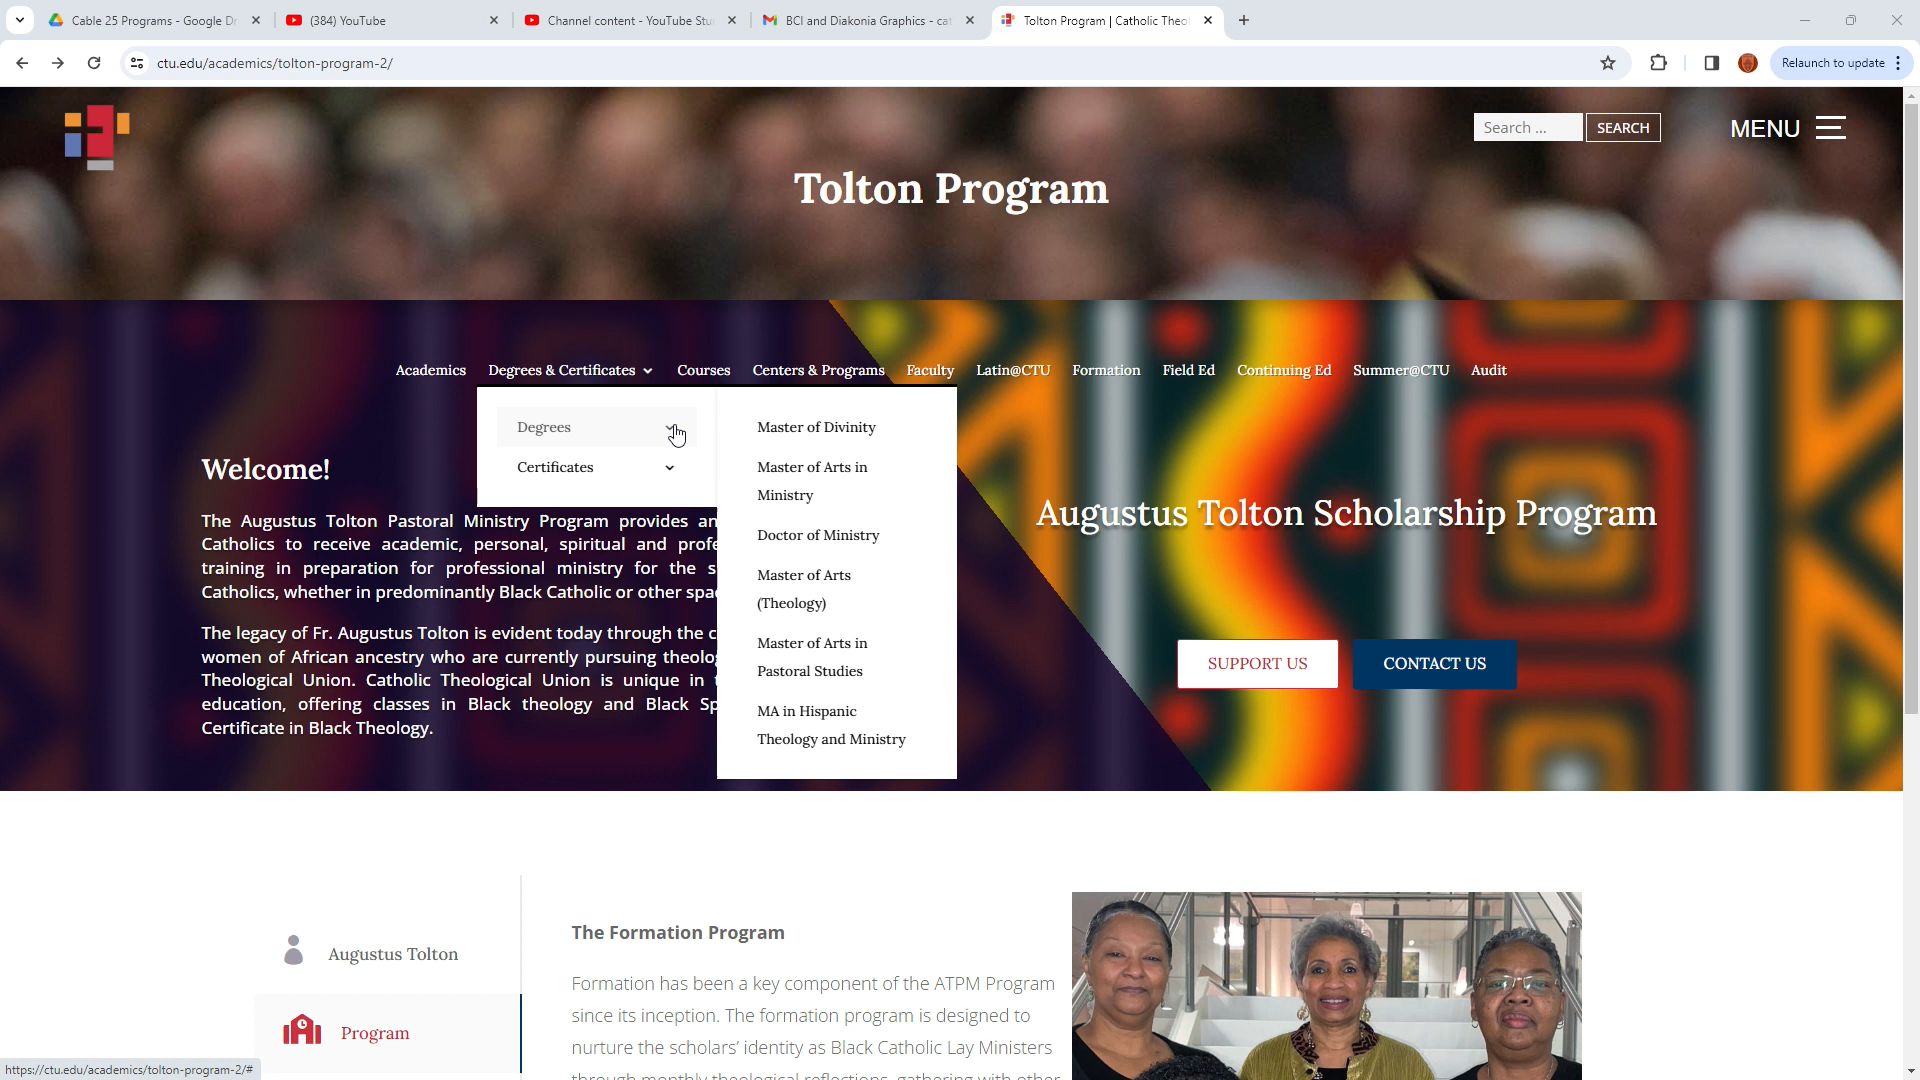 Cable 25 Programs - Google Dr
(384) YouTube
Channel content - YouTube Stu
BCI and Diakonia Graphics - cat
Tolton Program | Catholic Theol
ctu.edu/academics/tolton-program-2/
Relaunch to update
Search ...
SEARCH
MENU
Tolton Program
Academics
Degrees & Certificates
Courses
Centers & Programs
Faculty
Latin@CTU
Formation
Field Ed
Continuing Ed
Summer@CTU
Audit
Degrees
Certificates
Master of Divinity
Master of Arts in
Ministry
Doctor of Ministry
Master of Arts
(Theology)
Master of Arts in
Pastoral Studies
MA in Hispanic
Theology and Ministry
Welcome!
The Augustus Tolton Pastoral Ministry Program provides an
Catholics to receive academic, personal, spiritual and profe
training in preparation for professional ministry for the s
Catholics, whether in predominantly Black Catholic or other spa
The legacy of Fr. Augustus Tolton is evident today through the c
women of African ancestry who are currently pursuing theolog
Theological Union. Catholic Theological Union is unique in
education, offering classes in Black theology and Black Sp
Certificate in Black Theology.
Augustus Tolton Scholarship Program
SUPPORT US
CONTACT US
Augustus Tolton
Program
The Formation Program
Formation has been a key component of the ATPM Program
since its inception. The formation program is designed to
nurture the scholars' identity as Black Catholic Lay Ministers
through monthly theological reflections, gathering with other
https://ctu.edu/academics/tolton-program-2/#